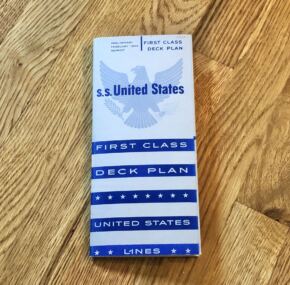 FIRST CLASS
DECK PLAN
s.s. United States
FIRST CLASS
DECK PLAN
UNITED STATES
LINES